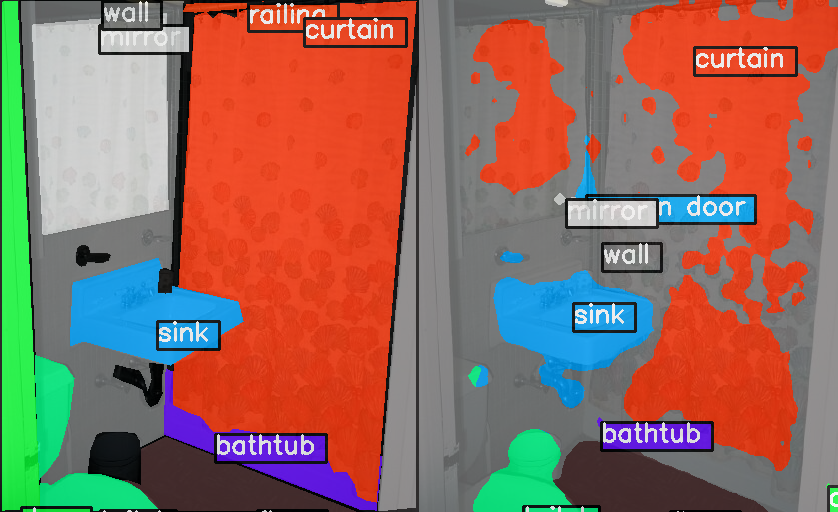 wall
railing
curtain
mirror
sink
bathtub
curtain
mirror
n door
wall
sink
bathtub